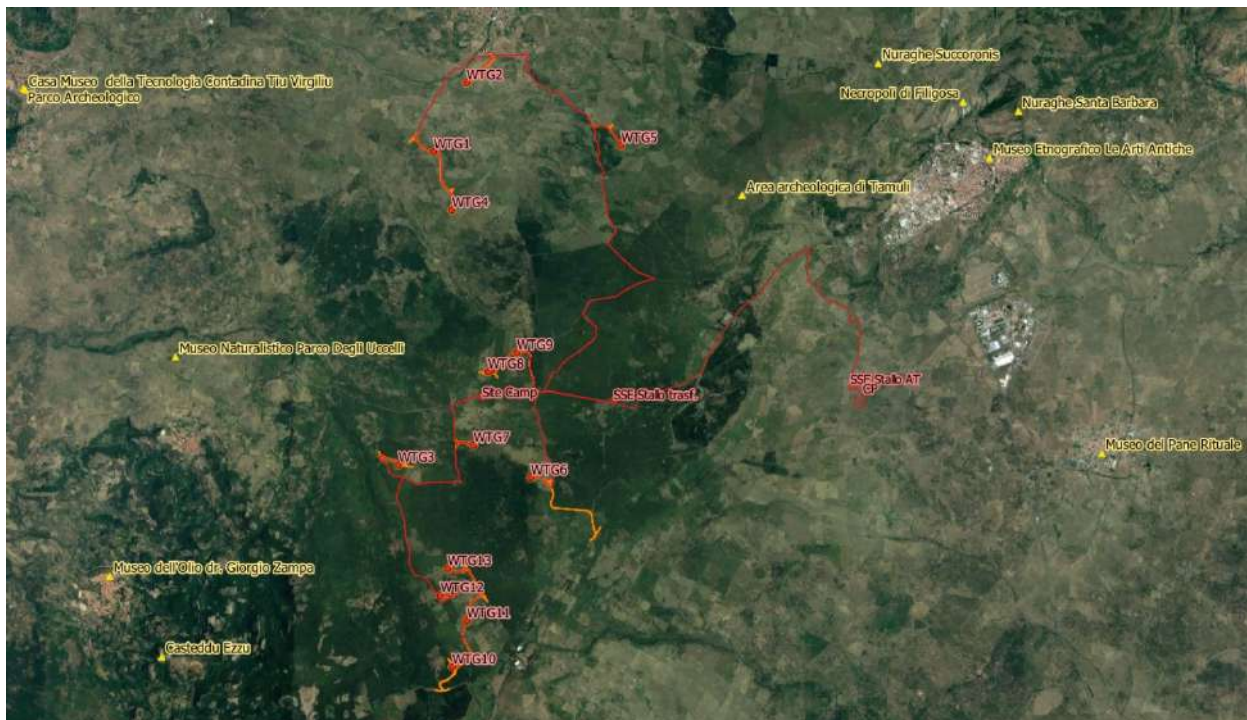 Nuraghe Succoronis
WTG2
Casa Museo della Tecnologia Contadina Tiu Virgiliu
Parco Archeologico
Necropoli di Filigosa
Nuraghe Santa Barbara
WTG1
WTG5
Museo Etnografico Le Arti Antiche
WTG4
Area archeologica di Tamuli
WTG9
Museo Naturalistico Parco Degli Uccelli
WTG8
Site Camp
SSE Stallo trasf.
SSE Stallo AT
CP
WTG7
Museo del Pane Rituale
WTG3
WTG6
WTG13
Museo dell'Olio dr. Giorgio Zampa
WTG12
WTG11
Casteddu Ezzu
WTG10